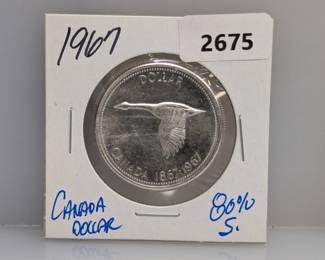 1967
2675
DOLLAR
CANADA 1867-1967
CANADA
DOLLAR
80%
S.